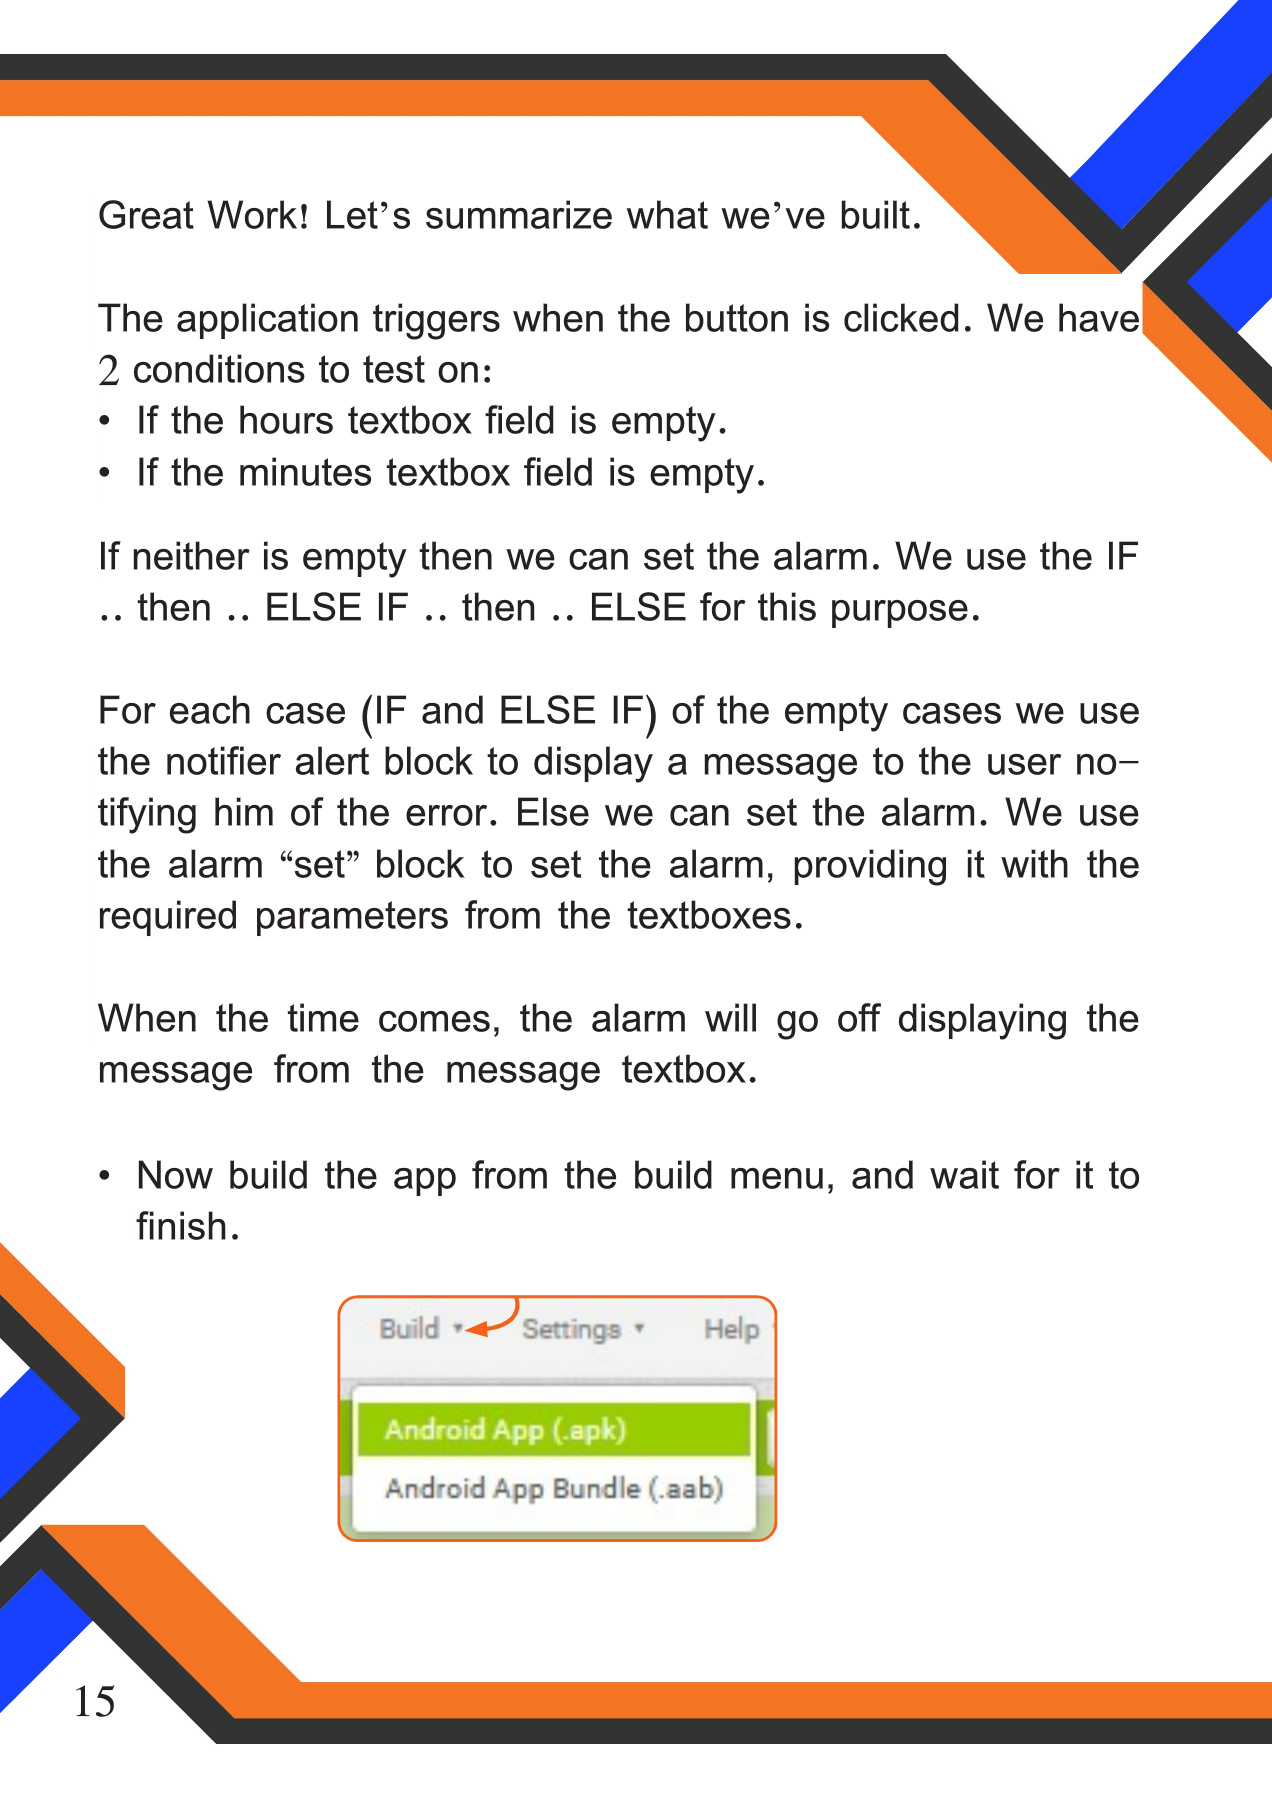 Great Work! Let’s summarize what we’ve built.
The application triggers when the button is clicked. We have
2 conditions to test on:
• If the hours textbox field is empty.
• If the minutes textbox field is empty.
If neither is empty then we can set the alarm. We use the IF
.. then .. ELSE IF .. then .. ELSE for this purpose.
For each case (IF and ELSE IF) of the empty cases we use
the notifier alert block to display a message to the user no-
tifying him of the error. Else we can set the alarm. We use
the alarm “set” block to set the alarm, providing it with the
required parameters from the textboxes.
When the time comes, the alarm will go off displaying the
message from the message textbox.
• Now build the app from the build menu, and wait for it to
finish.
Build Settings Help
Android App (.apk)
Android App Bundle (.aab)
15